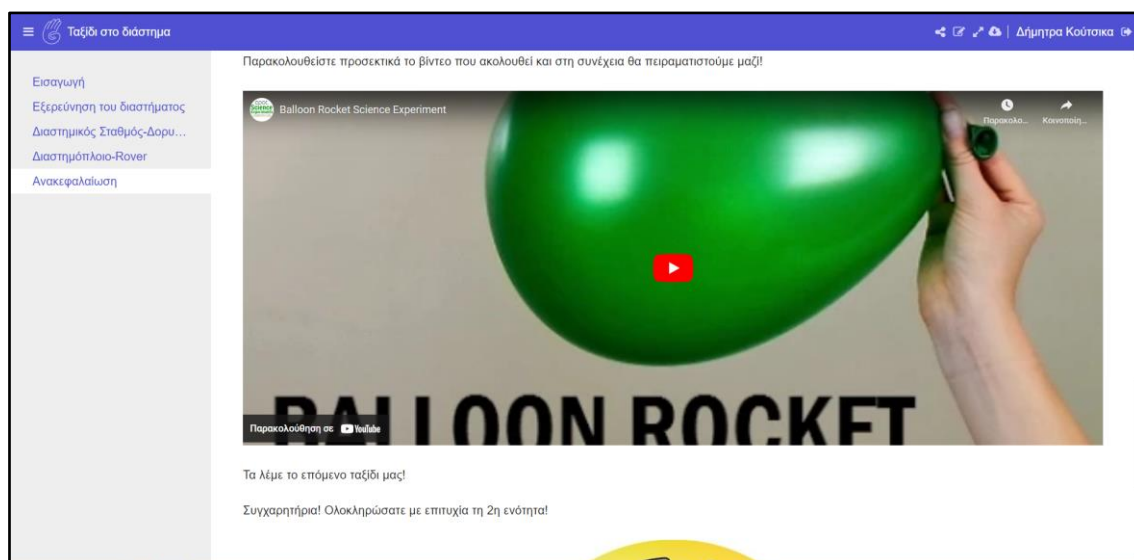 Ταξίδι στο διάστημα
Δήμητρα Κούτσικα
Εισαγωγή
Εξερεύνηση του διαστήματος
Διαστημικός Σταθμός-Δορυ...
Διαστημόπλοιο-Rover
Ανακεφαλαίωση
Παρακολουθείστε προσεκτικά το βίντεο που ακολουθεί και στη συνέχεια θα πειραματιστούμε μαζί!
Balloon Rocket Science Experiment
Παρακολο...
Κοινοποίη...
BALLOON ROCKET
Παρακολούθηση σε YouTube
Τα λέμε το επόμενο ταξίδι μας!
Συγχαρητήρια! Ολοκληρώσατε με επιτυχία τη 2η ενότητα!